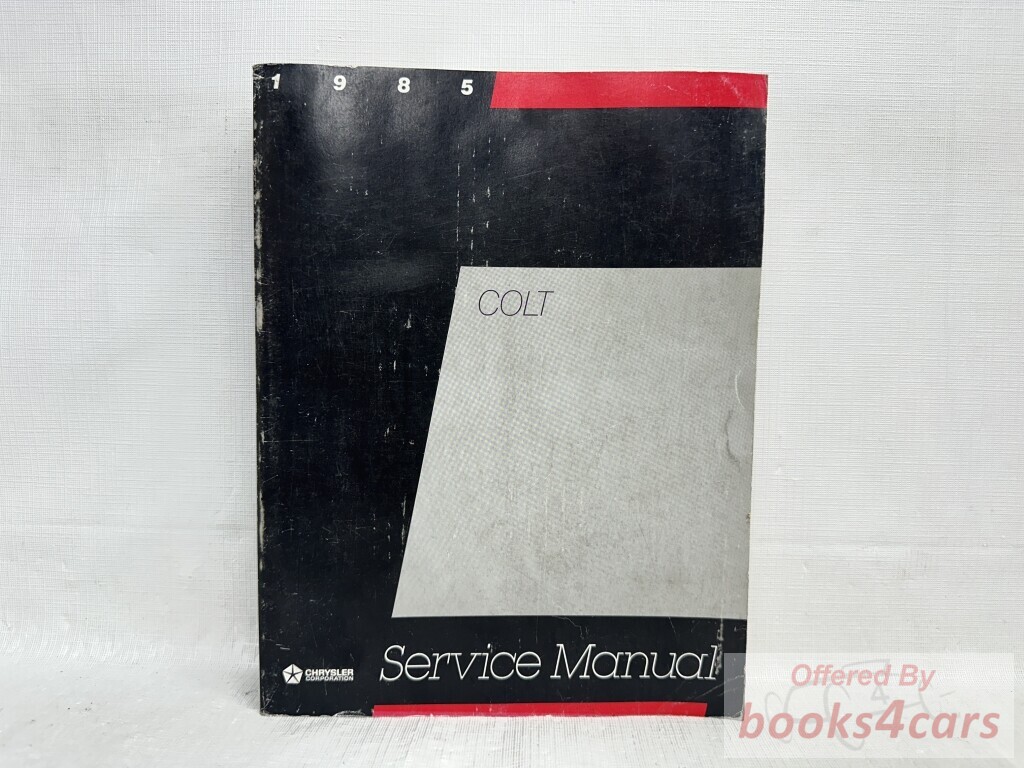 1 9 8 5
COLT
CHRYSLER
CORPORATION
Service Manual
Offered By
books4cars